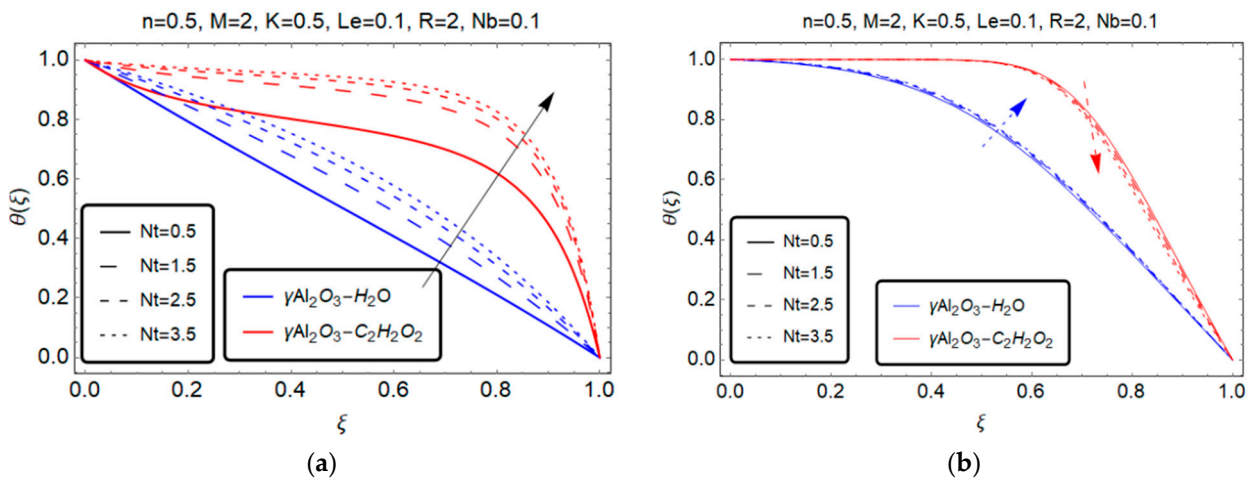 n=0.5, M=2, K=0.5, Le=0.1, R=2, Nb=0.1
1.0
0.8
0.6
0.4
0.2
0.0
θ(ξ)
Nt=0.5
Nt=1.5
Nt=2.5
Nt=3.5
γAl₂O₃−H₂O
γAl₂O₃−C₂H₂O₂
0.0 0.2 0.4 0.6 0.8 1.0
ξ
(a)
n=0.5, M=2, K=0.5, Le=0.1, R=2, Nb=0.1
1.0
0.8
0.6
0.4
0.2
0.0
θ(ξ)
Nt=0.5
Nt=1.5
Nt=2.5
Nt=3.5
γAl₂O₃−H₂O
γAl₂O₃−C₂H₂O₂
0.0 0.2 0.4 0.6 0.8 1.0
ξ
(b)